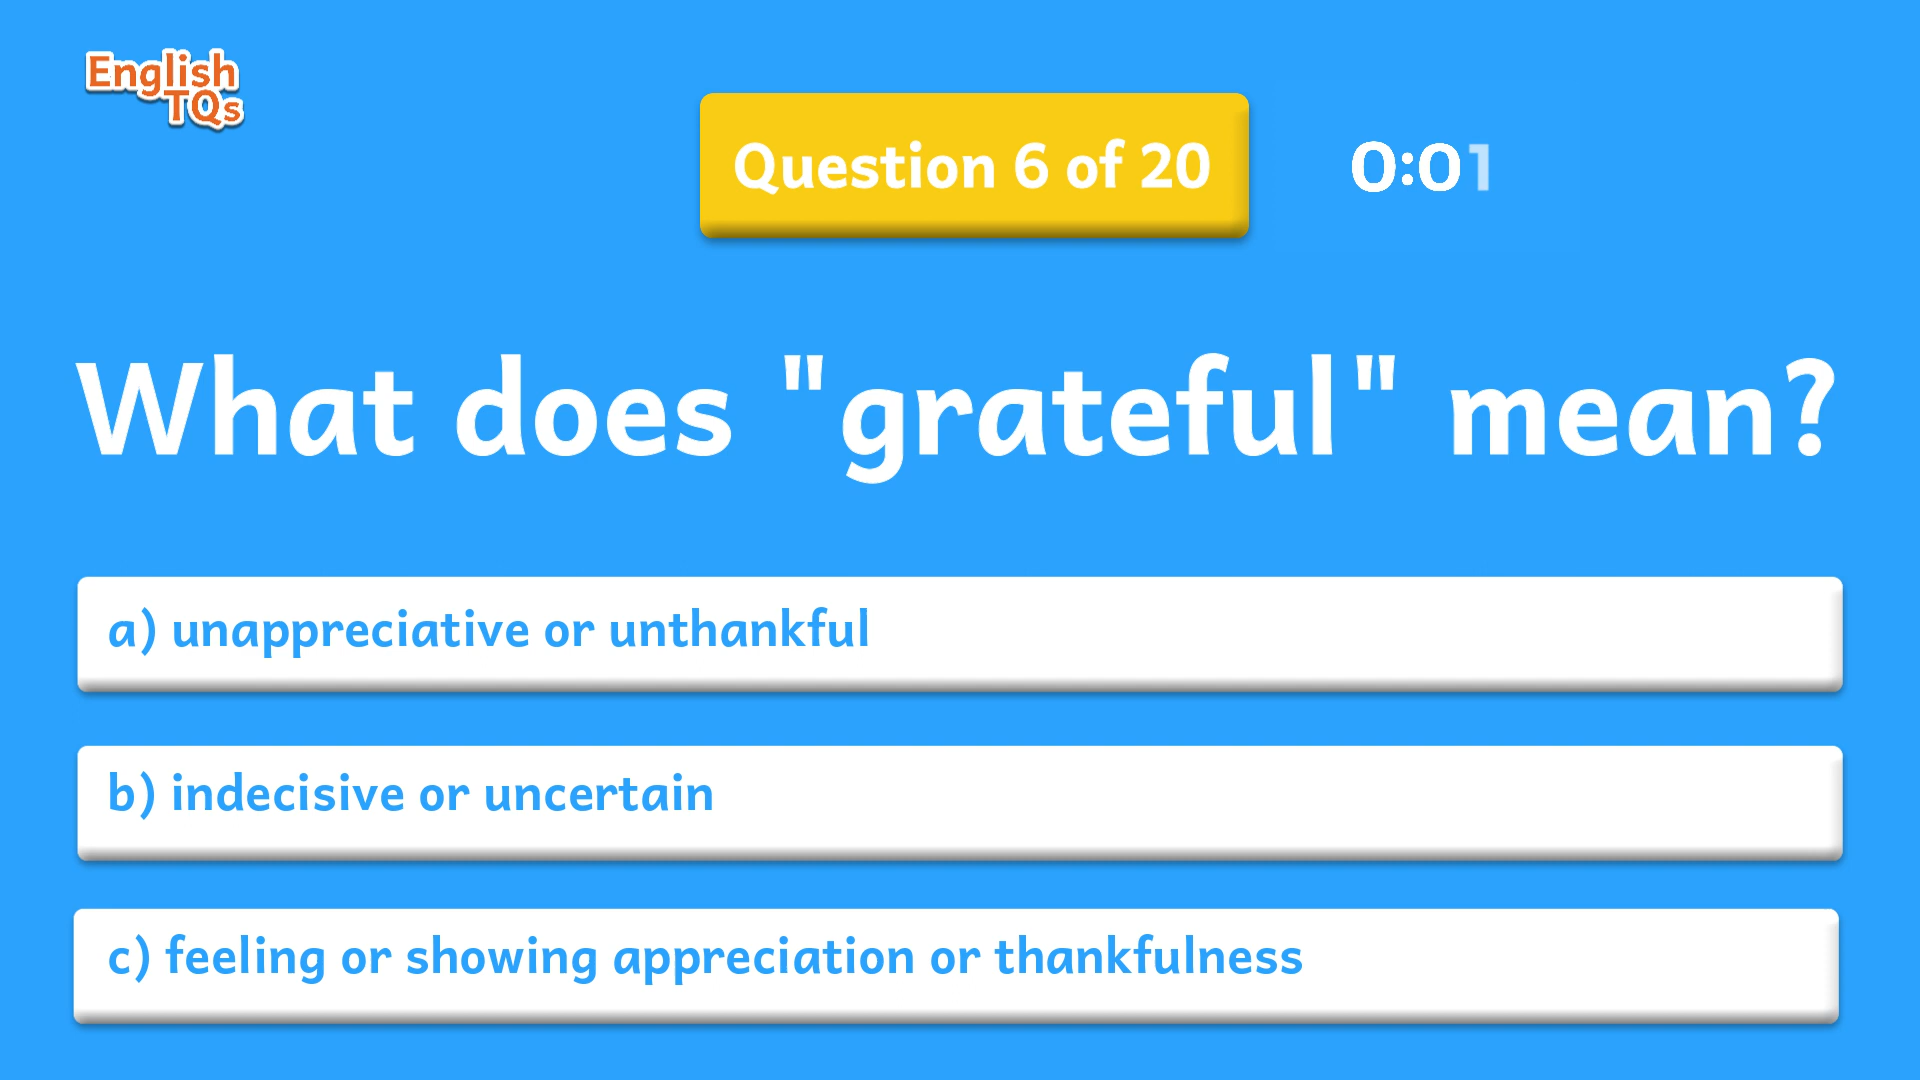 English
TQs
Question 6 of 20
0:01
What does "grateful" mean?
a) unappreciative or unthankful
b) indecisive or uncertain
c) feeling or showing appreciation or thankfulness